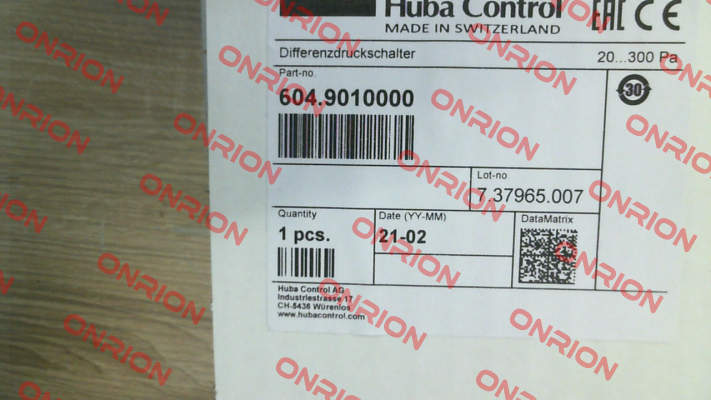 Huba Control
EAC CE
MADE IN SWITZERLAND
Differenzdruckschalter 20...300 Pa
Part-no.
604.9010000
30
Lot-no
7.37965.007
Quantity
1 pcs.
Date (YY-MM)
21-02
DataMatrix
Huba Control AG
Industriestrasse 17
CH-5436 Würenlos
www.hubacontrol.com
ONRION